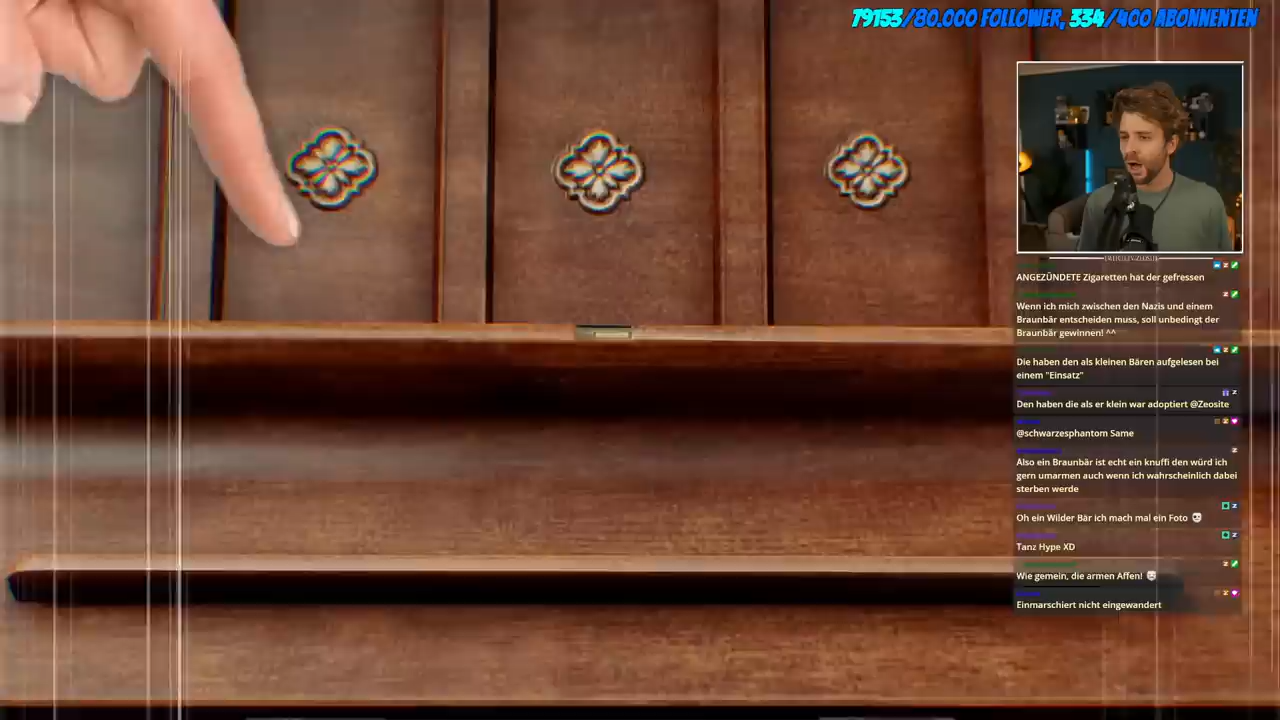 79153/80.000 FOLLOWER, 334/400 ABONNENTEN
ANGEZÜNDETE Zigaretten hat der gefressen
Wenn ich mich zwischen den Nazis und einem
Braunbär entscheiden muss, soll unbedingt der
Braunbär gewinnen! ^^
Die haben den als kleinen Bären aufgelesen bei
einem "Einsatz"
Den haben die als er klein war adoptiert @Zeosite
@schwarzesphantom Same
Also ein Braunbär ist echt ein knuffi den würd ich
gern umarmen auch wenn ich wahrscheinlich dabei
sterben werde
Oh ein Wilder Bär ich mach mal ein Foto
Tanz Hype XD
Wie gemein, die armen Affen!
Einmarschiert nicht eingewandert